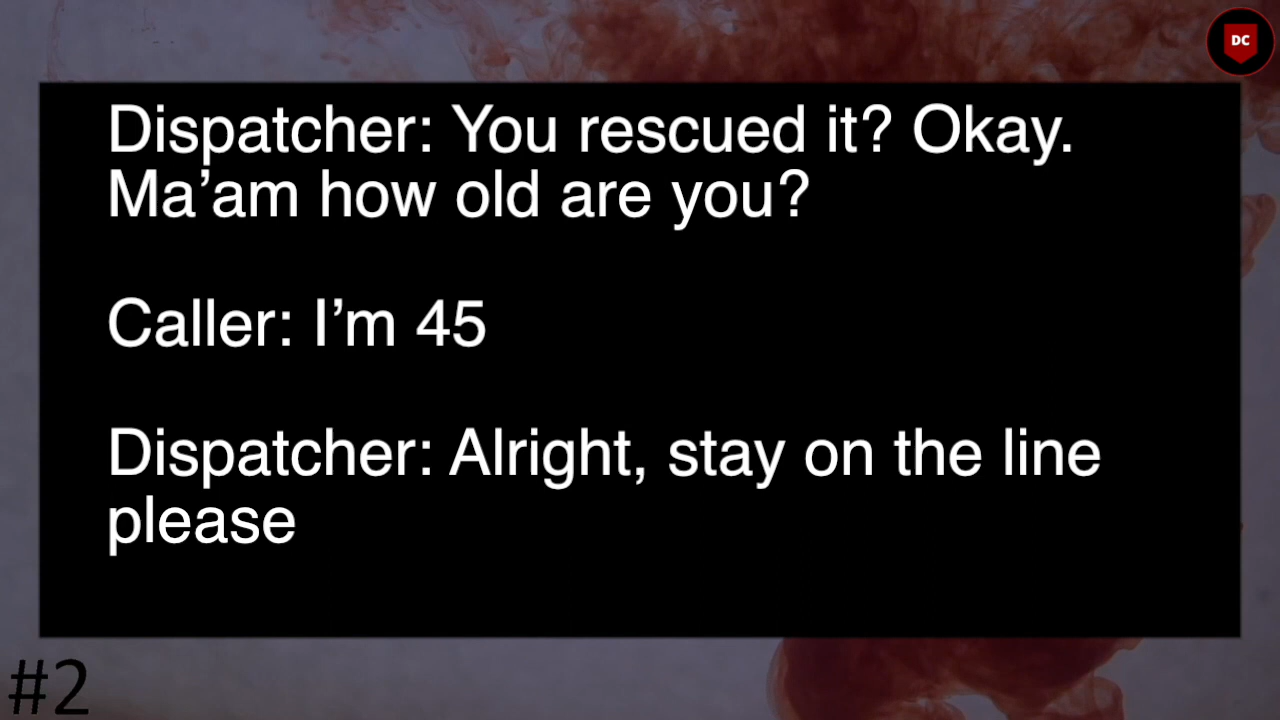 DC
Dispatcher: You rescued it? Okay.
Ma’am how old are you?
Caller: I’m 45
Dispatcher: Alright, stay on the line
please
#2